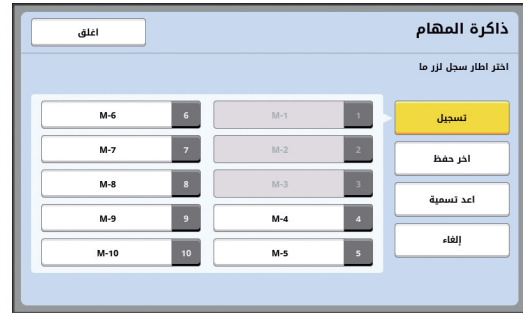 ذاكرة المهام
اغلق
اختر اطار سجل لزر ما
تسجيل
اخر حفظ
اعد تسمية
إلغاء
1 M-1
2 M-2
3 M-3
4 M-4
5 M-5
6 M-6
7 M-7
8 M-8
9 M-9
10 M-10